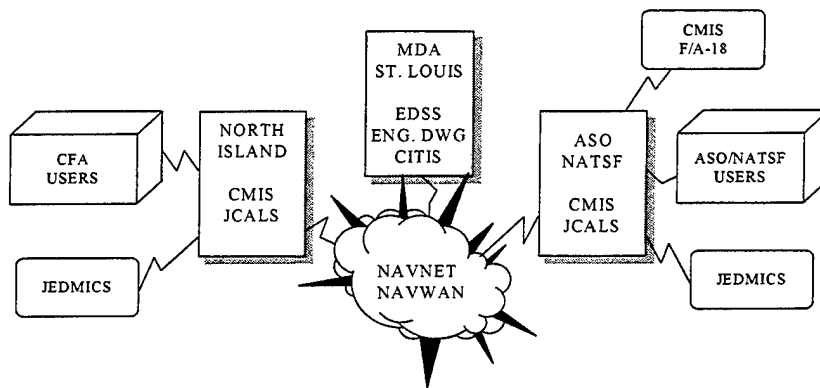 CMIS
F/A-18
MDA
ST. LOUIS
EDSS
ENG. DWG
CITIS
CFA
USERS
NORTH
ISLAND
CMIS
JCALS
ASO
NATSF
CMIS
JCALS
ASO/NATSF
USERS
JEDMICS
NAVNET
NAVWAN
JEDMICS